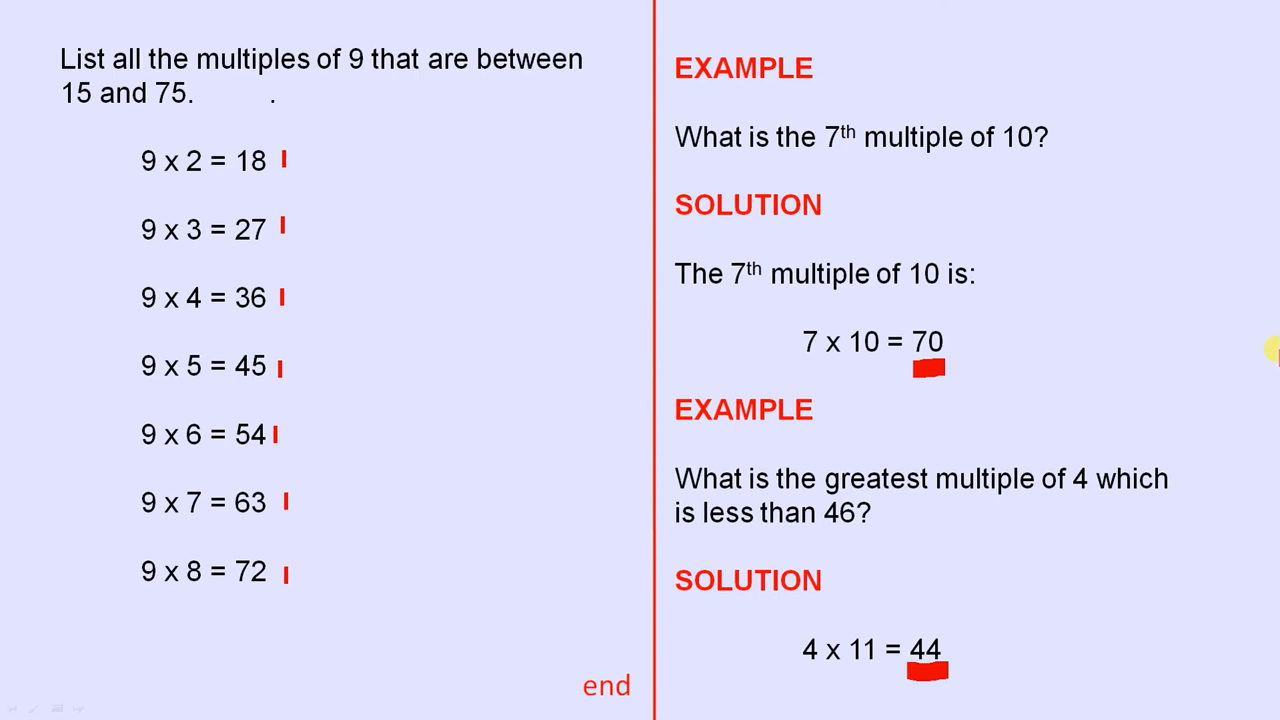 List all the multiples of 9 that are between
15 and 75. .
9 x 2 = 18
9 x 3 = 27
9 x 4 = 36
9 x 5 = 45
9 x 6 = 54
9 x 7 = 63
9 x 8 = 72
end
EXAMPLE
What is the 7th multiple of 10?
SOLUTION
The 7th multiple of 10 is:
7 x 10 = 70
EXAMPLE
What is the greatest multiple of 4 which
is less than 46?
SOLUTION
4 x 11 = 44